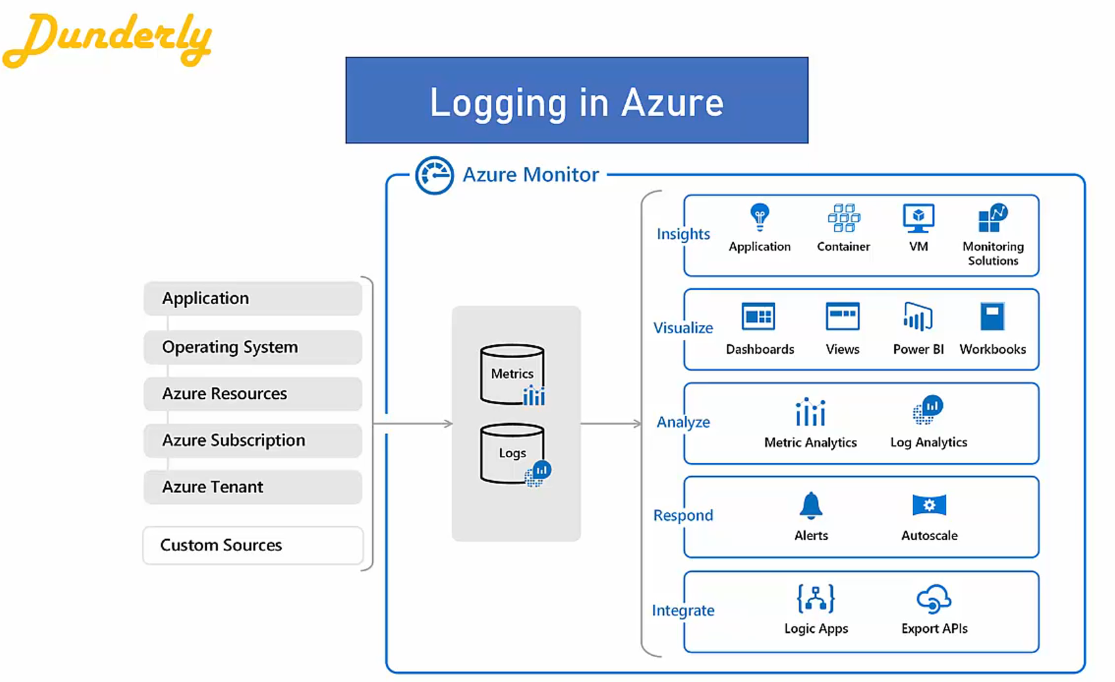 Dunderly
Logging in Azure
Azure Monitor
Application
Operating System
Azure Resources
Azure Subscription
Azure Tenant
Custom Sources
Metrics
Logs
Insights
Application
Container
VM
Monitoring
Solutions
Visualize
Dashboards
Views
Power BI
Workbooks
Analyze
Metric Analytics
Log Analytics
Respond
Alerts
Autoscale
Integrate
Logic Apps
Export APIs